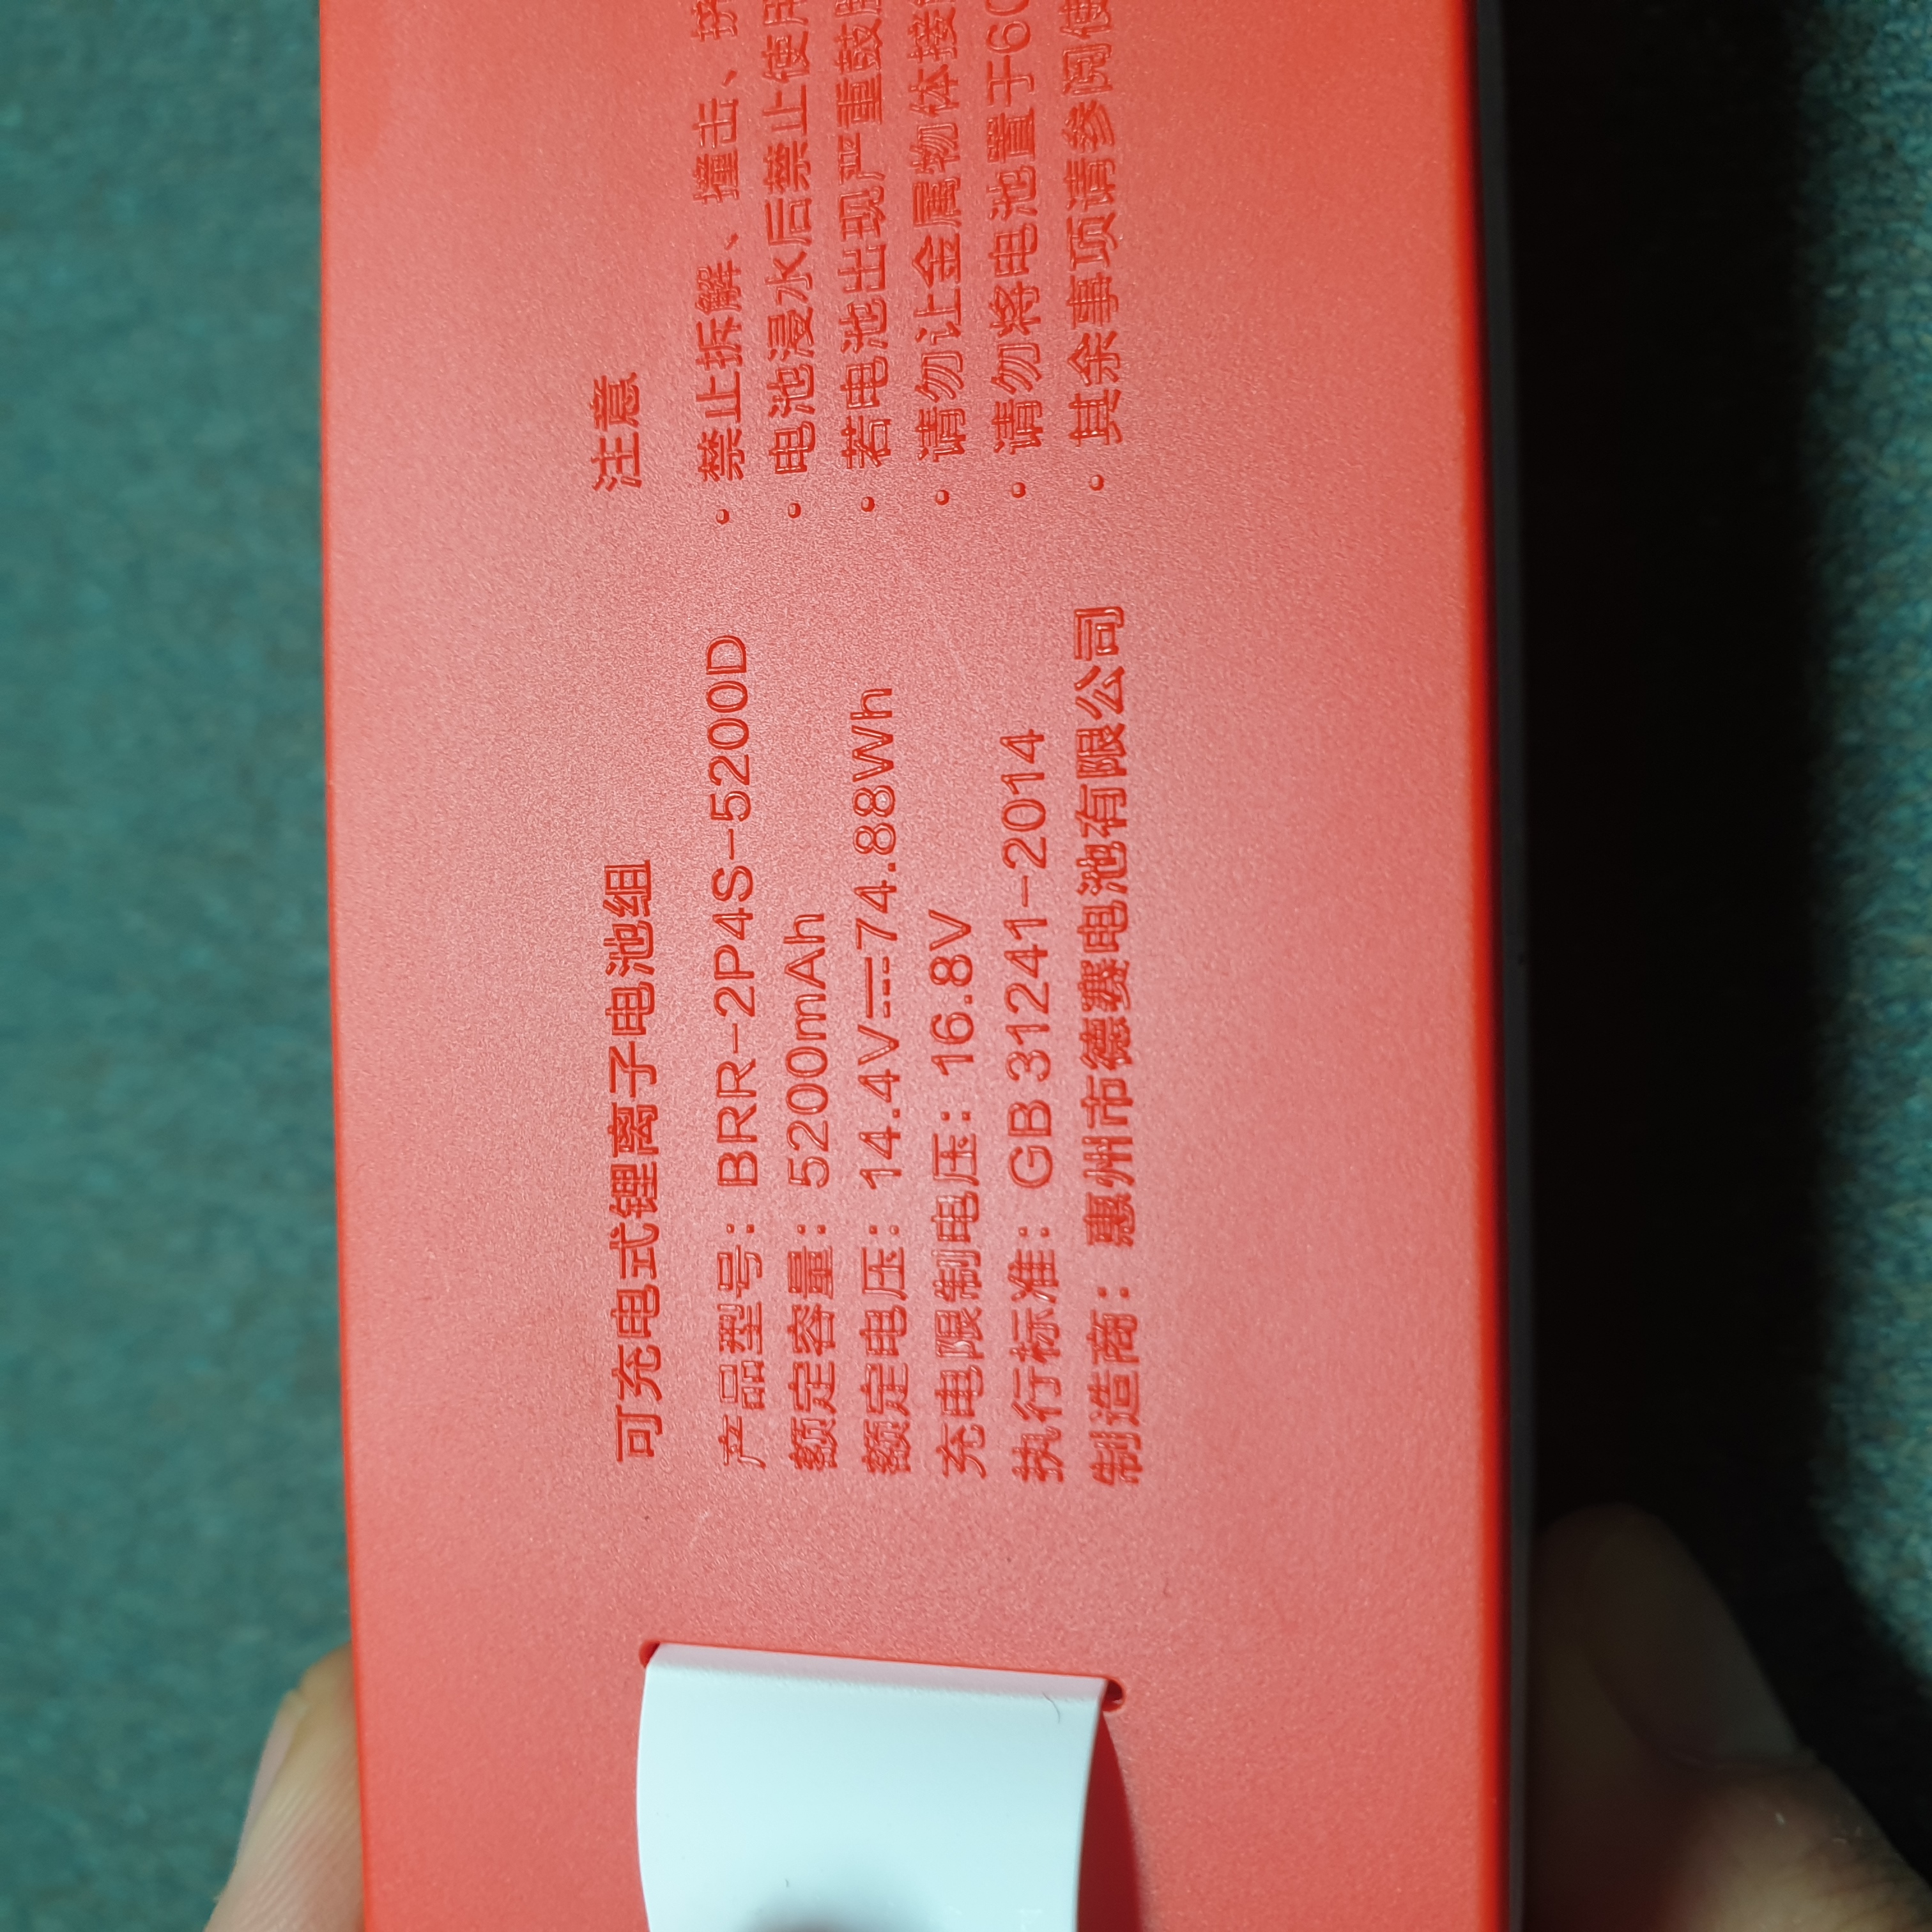 可充电式锂离子电池组
产品型号：BRR-2P4S-5200D
额定容量：5200mAh
额定电压：14.4V⎓74.88Wh
充电限制电压：16.8V
执行标准：GB 31241-2014
制造商：惠州市德赛电池有限公司
注意
· 禁止拆解、撞击、挤
· 电池浸水后禁止使用
· 若电池出现严重鼓胀
· 请勿让金属物体接触
· 请勿将电池置于60
· 其余事项请参阅使